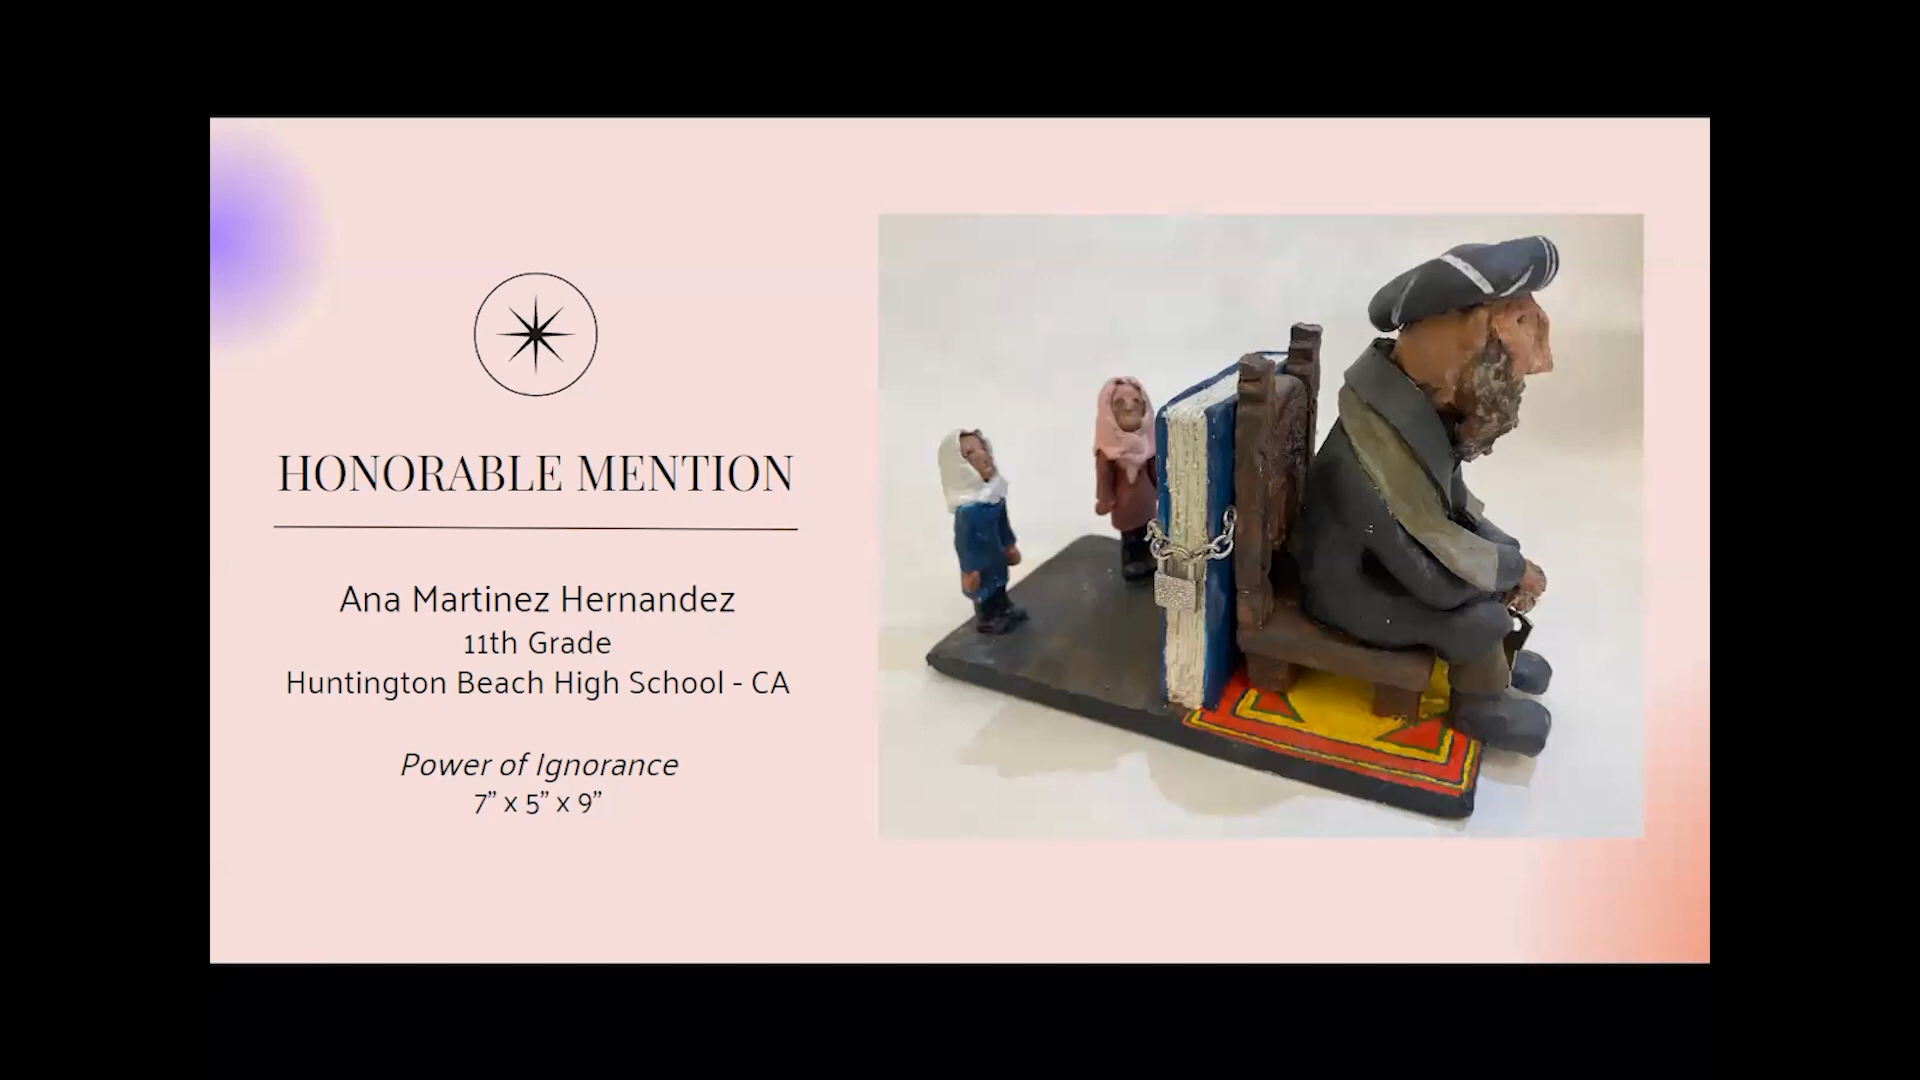 HONORABLE MENTION
Ana Martinez Hernandez
11th Grade
Huntington Beach High School - CA
Power of Ignorance
7” x 5” x 9”